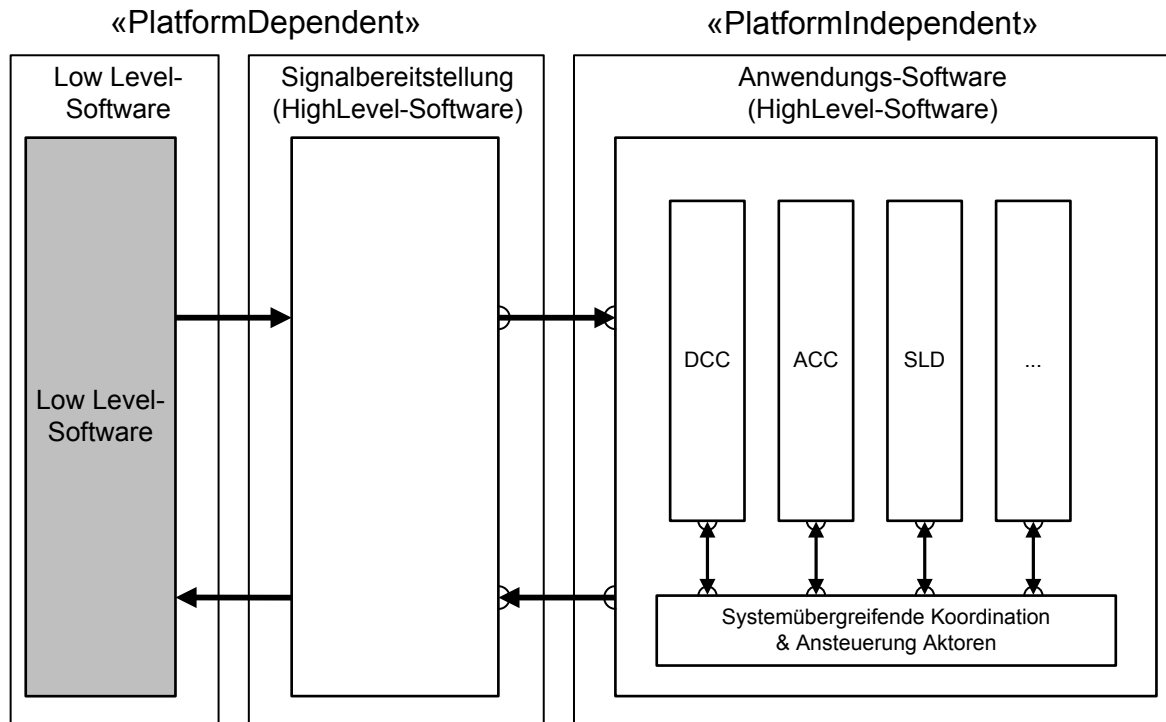 «PlatformDependent»
«PlatformIndependent»
Low Level-
Software
Signalbereitstellung
(HighLevel-Software)
Anwendungs-Software
(HighLevel-Software)
Low Level-
Software
DCC
ACC
SLD
...
Systemübergreifende Koordination
& Ansteuerung Aktoren